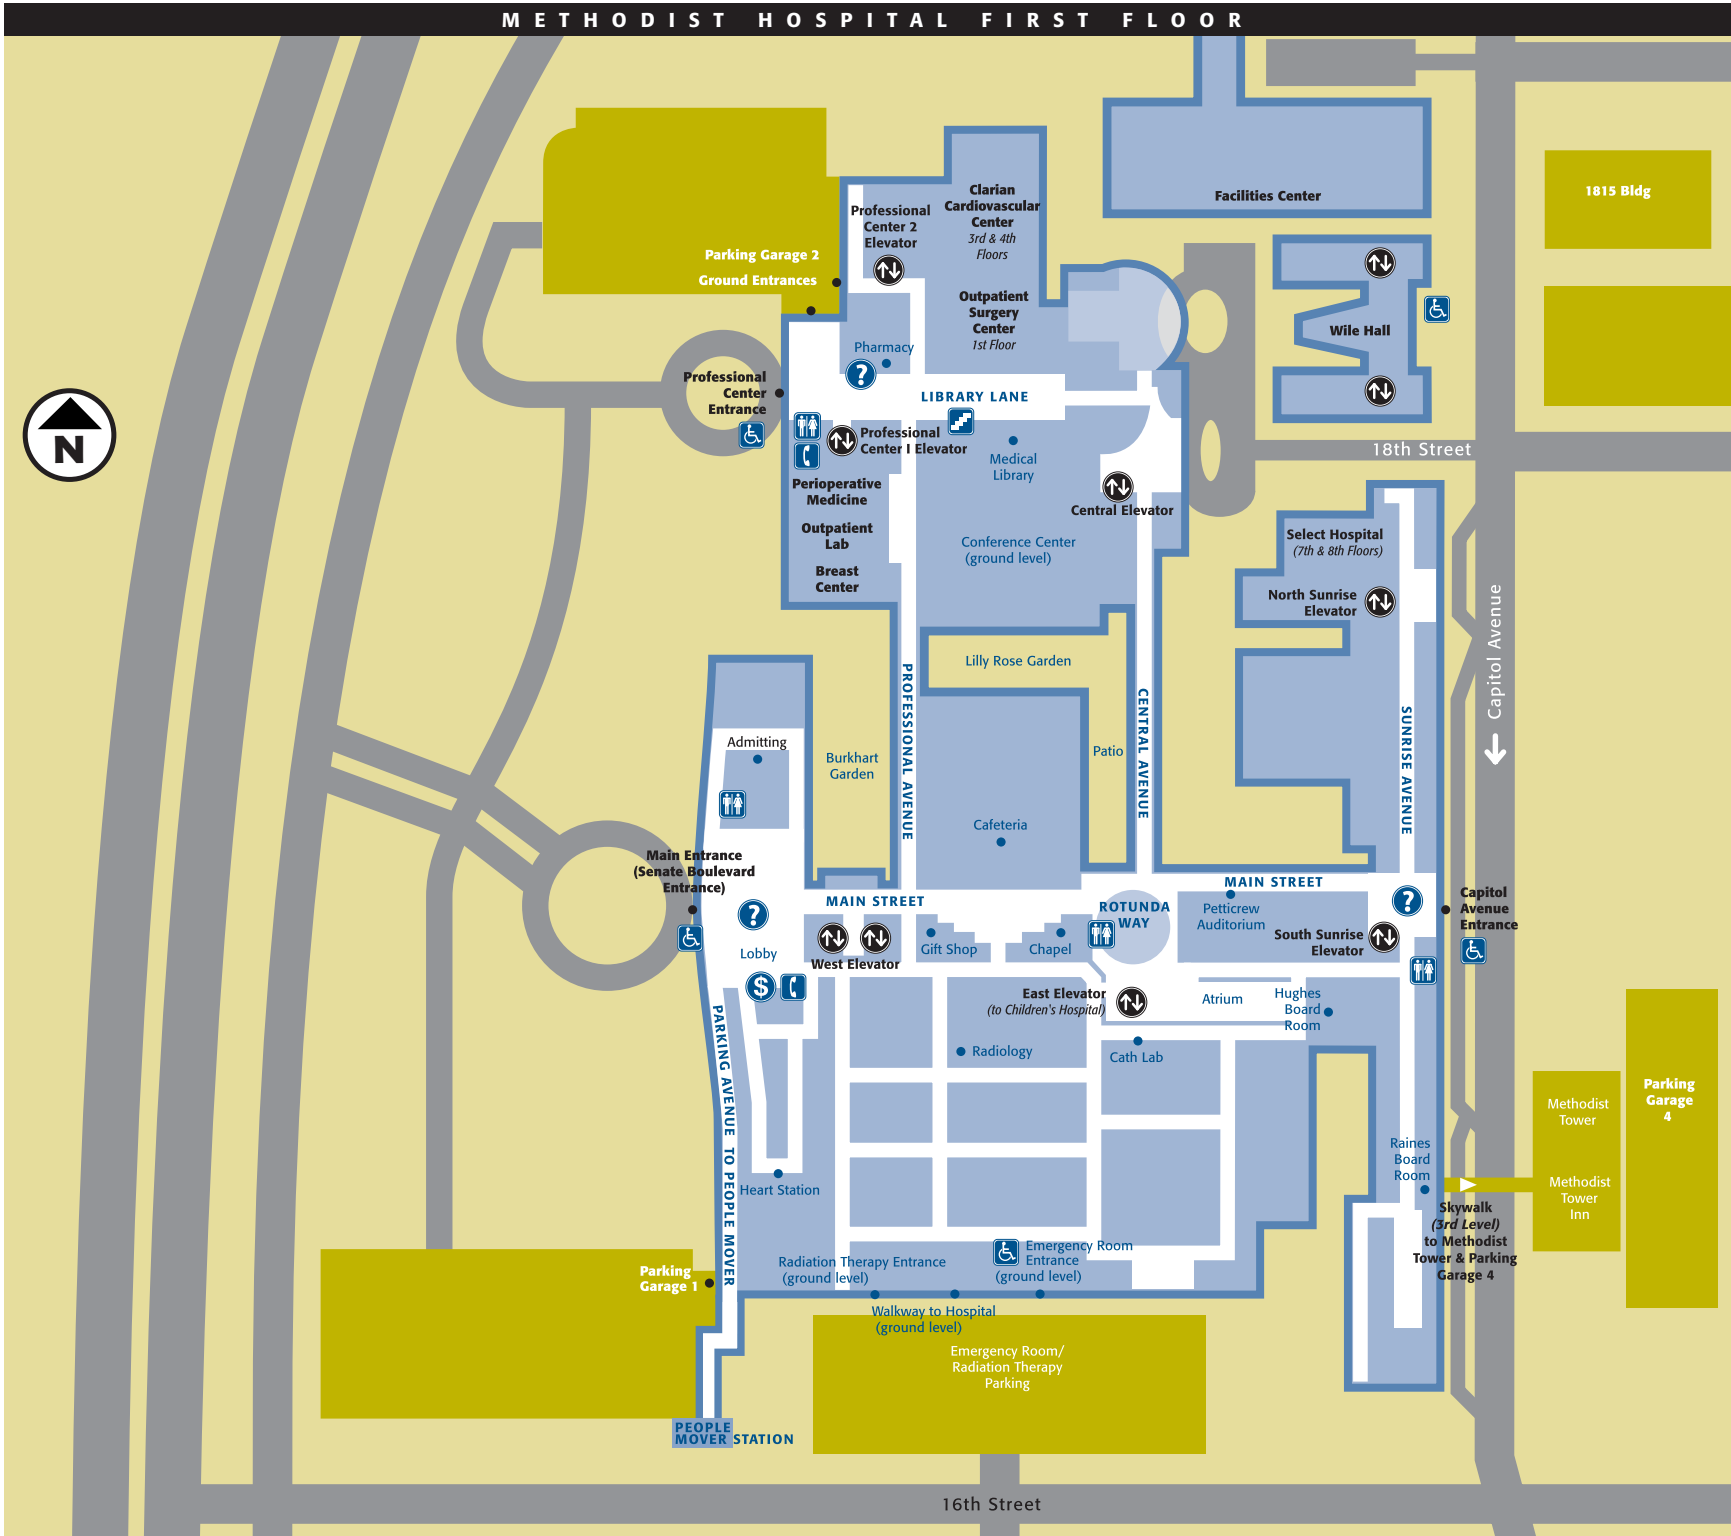 METHODIST HOSPITAL FIRST FLOOR
1815 Bldg
Facilities Center
Clarian
Cardiovascular
Center
3rd & 4th
Floors
Professional
Center 2
Elevator
Parking Garage 2
Ground Entrances
Outpatient
Surgery
Center
1st Floor
Wile Hall
Pharmacy
?
Professional
Center
Entrance
LIBRARY LANE
Professional
Center I Elevator
Medical
Library
18th Street
N
Perioperative
Medicine
Outpatient
Lab
Breast
Center
Central Elevator
Conference Center
(ground level)
Select Hospital
(7th & 8th Floors)
North Sunrise
Elevator
Capitol Avenue
Lilly Rose Garden
PROFESSIONAL AVENUE
CENTRAL AVENUE
SUNRISE AVENUE
Admitting
Burkhart
Garden
Patio
Cafeteria
Main Entrance
(Senate Boulevard
Entrance)
MAIN STREET
MAIN STREET
?
?
ROTUNDA
WAY
Petticrew
Auditorium
Capitol
Avenue
Entrance
South Sunrise
Elevator
Lobby
West Elevator
Gift Shop
Chapel
$
East Elevator
(to Children's Hospital)
Atrium
Hughes
Board
Room
Radiology
Cath Lab
PARKING AVENUE TO PEOPLE MOVER
Parking
Garage
4
Methodist
Tower
Raines
Board
Room
Methodist
Tower
Inn
Heart Station
Skywalk
(3rd Level)
to Methodist
Tower & Parking
Garage 4
Emergency Room
Entrance
(ground level)
Radiation Therapy Entrance
(ground level)
Parking
Garage 1
Walkway to Hospital
(ground level)
Emergency Room/
Radiation Therapy
Parking
PEOPLE
MOVER STATION
16th Street